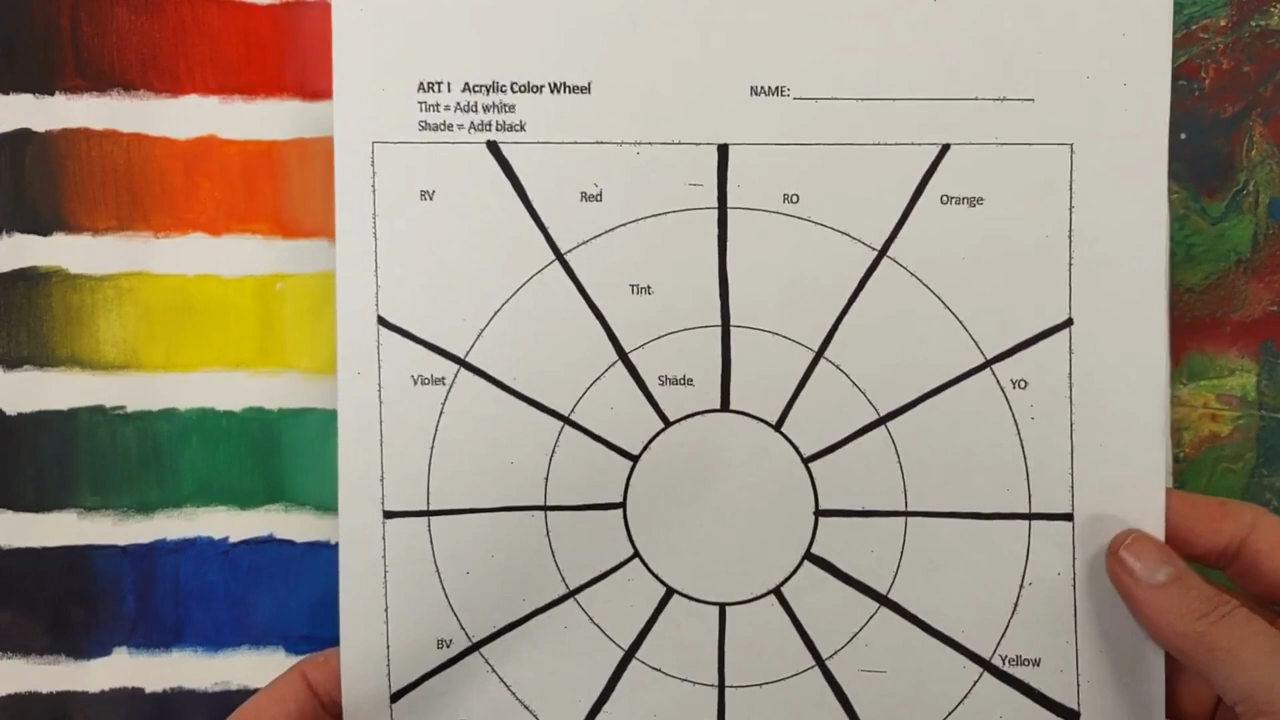 ART I Acrylic Color Wheel
NAME:
Tint = Add white
Shade = Add black
RV
Red
RO
Orange
Tint
Violet
Shade
YO
BV
Yellow